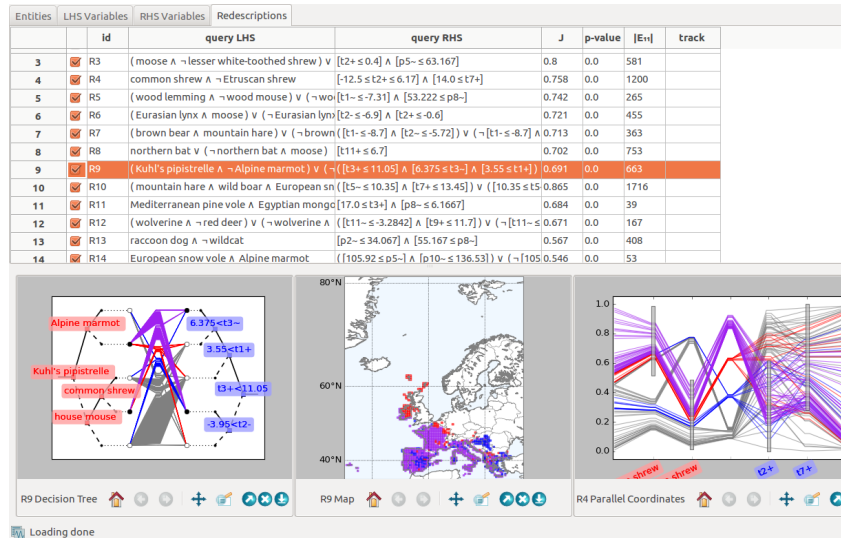 Entities LHS Variables RHS Variables Redescriptions
id query LHS query RHS J p-value |E₁₁| track
3 R3 ( moose ∧ ¬ lesser white-toothed shrew ) ∨ [t2+ ≤ 0.4] ∧ [p5~ ≤ 63.167] 0.8 0.0 581
4 R4 common shrew ∧ ¬ Etruscan shrew [-12.5 ≤ t2+ ≤ 6.17] ∧ [14.0 ≤ t7+] 0.758 0.0 1200
5 R5 (wood lemming ∧ ¬ wood mouse ) ∨ (¬ wo [t1~ ≤ -7.31] ∧ [53.222 ≤ p8~] 0.742 0.0 265
6 R6 (Eurasian lynx ∧ moose ) ∨ (¬ Eurasian lyn [t2- ≤ -6.9] ∧ [t2+ ≤ -0.6] 0.721 0.0 455
7 R7 (brown bear ∧ mountain hare ) ∨ (¬ brown ([t1- ≤ -8.7] ∧ [t2~ ≤ -5.72] ) ∨ (¬ [t1- ≤ -8.7] ∧ 0.713 0.0 363
8 R8 northern bat ∨ (¬ northern bat ∧ moose ) [t11+ ≤ 6.7] 0.702 0.0 753
9 R9 (Kuhl's pipistrelle ∧ ¬ Alpine marmot ) ∨ (¬ ([t3+ ≤ 11.05] ∧ [6.375 ≤ t3~] ∧ [3.55 ≤ t1+] ) 0.691 0.0 663
10 R10 ( mountain hare ∧ wild boar ∧ European sn ([t5~ ≤ 10.35] ∧ [t7+ ≤ 13.45] ) ∨ ( [10.35 ≤ t5- 0.865 0.0 1716
11 R11 Mediterranean pine vole ∧ Egyptian mongo [17.0 ≤ t3+] ∧ [p8~ ≤ 6.1667] 0.684 0.0 39
12 R12 (wolverine ∧ ¬ red deer ) ∨ (¬ wolverine ∧ ([t11~ ≤ -3.2842] ∧ [t9+ ≤ 11.7] ) ∨ (¬ [t11~ ≤ 0.671 0.0 167
13 R13 raccoon dog ∧ ¬ wildcat [p2~ ≤ 34.067] ∧ [55.167 ≤ p8~] 0.567 0.0 408
14 R14 European snow vole ∧ Alpine marmot ([105.92 ≤ p5~] ∧ [p10~ ≤ 136.53] ) ∨ (¬ [105 0.546 0.0 53
Alpine marmot
Kuhl's pipistrelle
common shrew
house mouse
6.375<t3~
3.55<t1+
t3+<11.05
-3.95<t2-
80°N
60°N
40°N
1.0
0.8
0.6
0.4
0.2
0.0
shrew
shrew
t2+
t7+
R9 Decision Tree
R9 Map
R4 Parallel Coordinates
Loading done